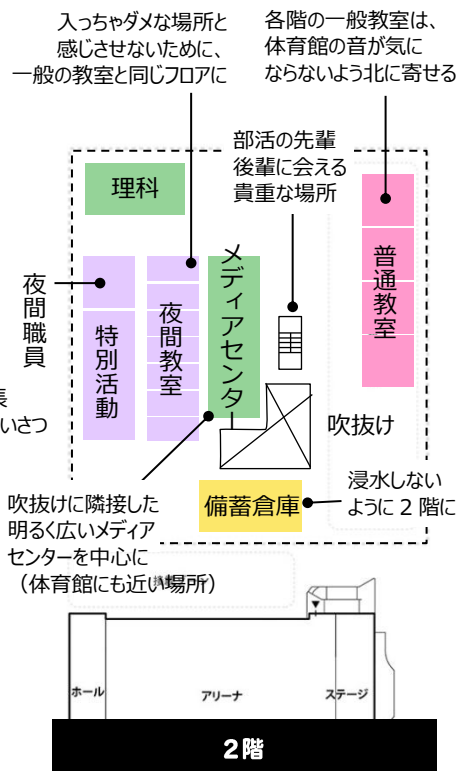 入っちゃダメな場所と
感じさせないために、
一般の教室と同じフロアに
各階の一般教室は、
体育館の音が気に
ならないよう北に寄せる
部活の先輩
後輩に会える
貴重な場所
理科
メディアセンタ
普通教室
夜間職員
特別活動
夜間教室
長
いさつ
吹抜け
備蓄倉庫
浸水しない
ように 2 階に
吹抜けに隣接した
明るく広いメディア
センターを中心に
（体育館にも近い場所）
ホール
アリーナ
ステージ
2階